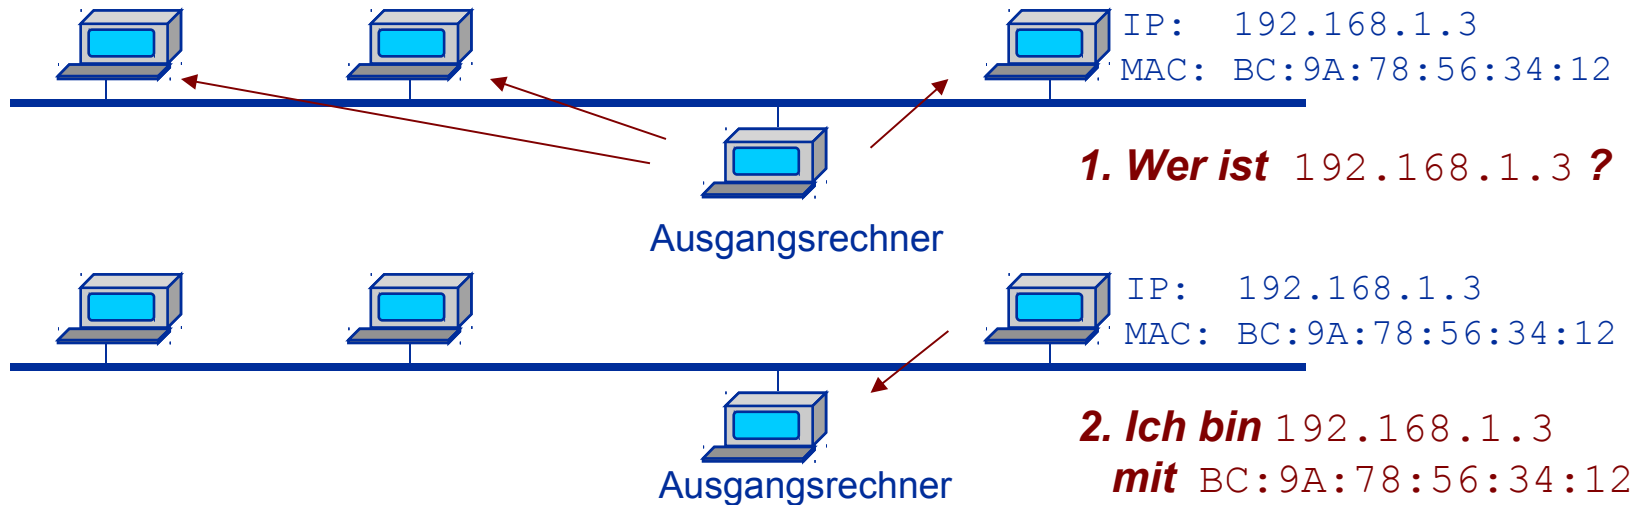 IP: 192.168.1.3
MAC: BC:9A:78:56:34:12
1. Wer ist 192.168.1.3 ?
Ausgangsrechner
IP: 192.168.1.3
MAC: BC:9A:78:56:34:12
2. Ich bin 192.168.1.3
mit BC:9A:78:56:34:12
Ausgangsrechner